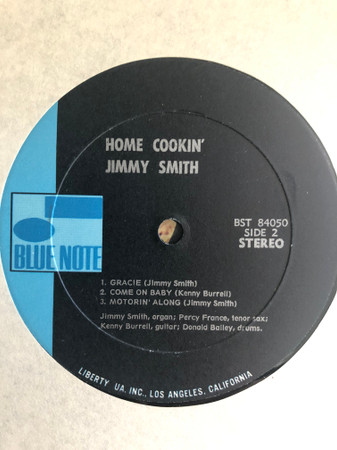 HOME COOKIN'
JIMMY SMITH
BST 84050
SIDE 2
STEREO
BLUE NOTE
1. GRACIE (Jimmy Smith)
2. COME ON BABY (Kenny Burrell)
3. MOTORIN' ALONG (Jimmy Smith)
Jimmy Smith, organ; Percy France, tenor sax;
Kenny Burrell, guitar; Donald Bailey, drums.
LIBERTY UA, INC., LOS ANGELES, CALIFORNIA